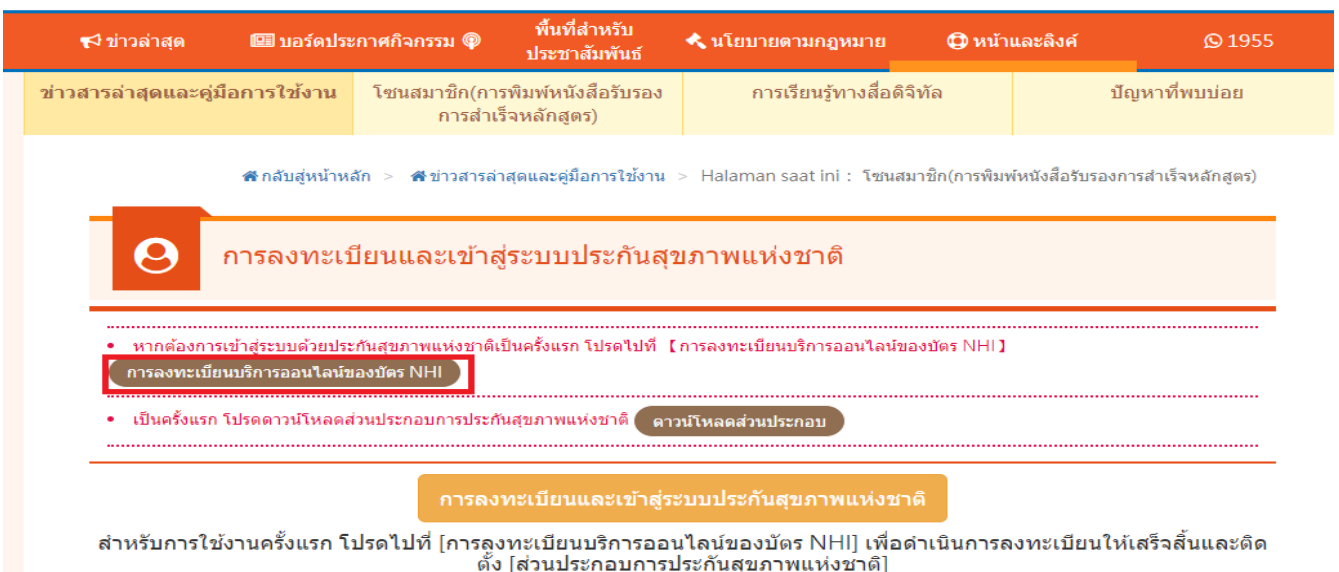 ข่าวล่าสุด
บอร์ดประกาศกิจกรรม
พื้นที่สำหรับ
ประชาสัมพันธ์
นโยบายตามกฎหมาย
หน้าและลิงค์
1955
ข่าวสารล่าสุดและคู่มือการใช้งาน
โซนสมาชิก(การพิมพ์หนังสือรับรอง
การสำเร็จหลักสูตร)
การเรียนรู้ทางสื่อดิจิทัล
ปัญหาที่พบบ่อย
กลับสู่หน้าหลัก > ข่าวสารล่าสุดและคู่มือการใช้งาน > Halaman saat ini : โซนสมาชิก(การพิมพ์หนังสือรับรองการสำเร็จหลักสูตร)
การลงทะเบียนและเข้าสู่ระบบประกันสุขภาพแห่งชาติ
• หากต้องการเข้าสู่ระบบด้วยประกันสุขภาพแห่งชาติเป็นครั้งแรก โปรดไปที่ 【การลงทะเบียนบริการออนไลน์ของบัตร NHI】
การลงทะเบียนบริการออนไลน์ของบัตร NHI
• เป็นครั้งแรก โปรดดาวน์โหลดส่วนประกอบการประกันสุขภาพแห่งชาติ ดาวน์โหลดส่วนประกอบ
การลงทะเบียนและเข้าสู่ระบบประกันสุขภาพแห่งชาติ
สำหรับการใช้งานครั้งแรก โปรดไปที่ [การลงทะเบียนบริการออนไลน์ของบัตร NHI] เพื่อดำเนินการลงทะเบียนให้เสร็จสิ้นและติด
ตั้ง [ส่วนประกอบการประกันสุขภาพแห่งชาติ]